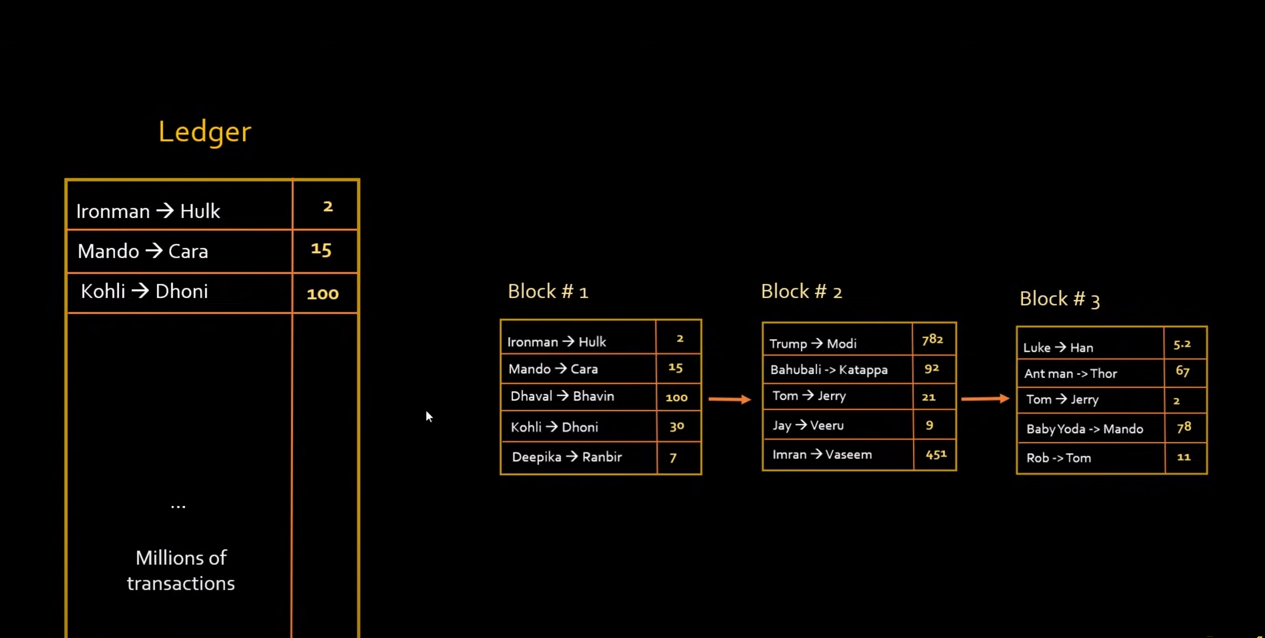 Ledger
Ironman → Hulk 2
Mando → Cara 15
Kohli → Dhoni 100
...
Millions of
transactions
Block # 1
Ironman → Hulk 2
Mando → Cara 15
Dhaval → Bhavin 100
Kohli → Dhoni 30
Deepika → Ranbir 7
Block # 2
Trump → Modi 782
Bahubali -> Katappa 92
Tom → Jerry 21
Jay → Veeru 9
Imran → Vaseem 451
Block # 3
Luke → Han 5.2
Ant man -> Thor 67
Tom → Jerry 2
Baby Yoda -> Mando 78
Rob -> Tom 11